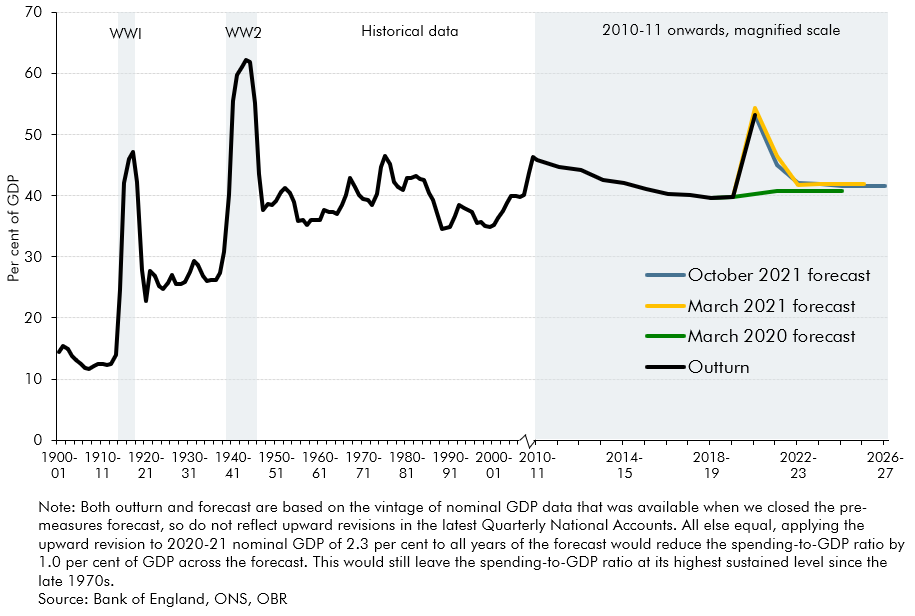 70
60
50
40
30
20
10
0
Per cent of GDP
WW1
WW2
Historical data
2010-11 onwards, magnified scale
October 2021 forecast
March 2021 forecast
March 2020 forecast
Outturn
1900- 1910- 1920- 1930- 1940- 1950- 1960- 1970- 1980- 1990- 2000- 2010- 2014- 2018- 2022- 2026-
01 11 21 31 41 51 61 71 81 91 01 11 15 19 23 27
Note: Both outturn and forecast are based on the vintage of nominal GDP data that was available when we closed the pre-
measures forecast, so do not reflect upward revisions in the latest Quarterly National Accounts. All else equal, applying the
upward revision to 2020-21 nominal GDP of 2.3 per cent to all years of the forecast would reduce the spending-to-GDP ratio by
1.0 per cent of GDP across the forecast. This would still leave the spending-to-GDP ratio at its highest sustained level since the
late 1970s.
Source: Bank of England, ONS, OBR